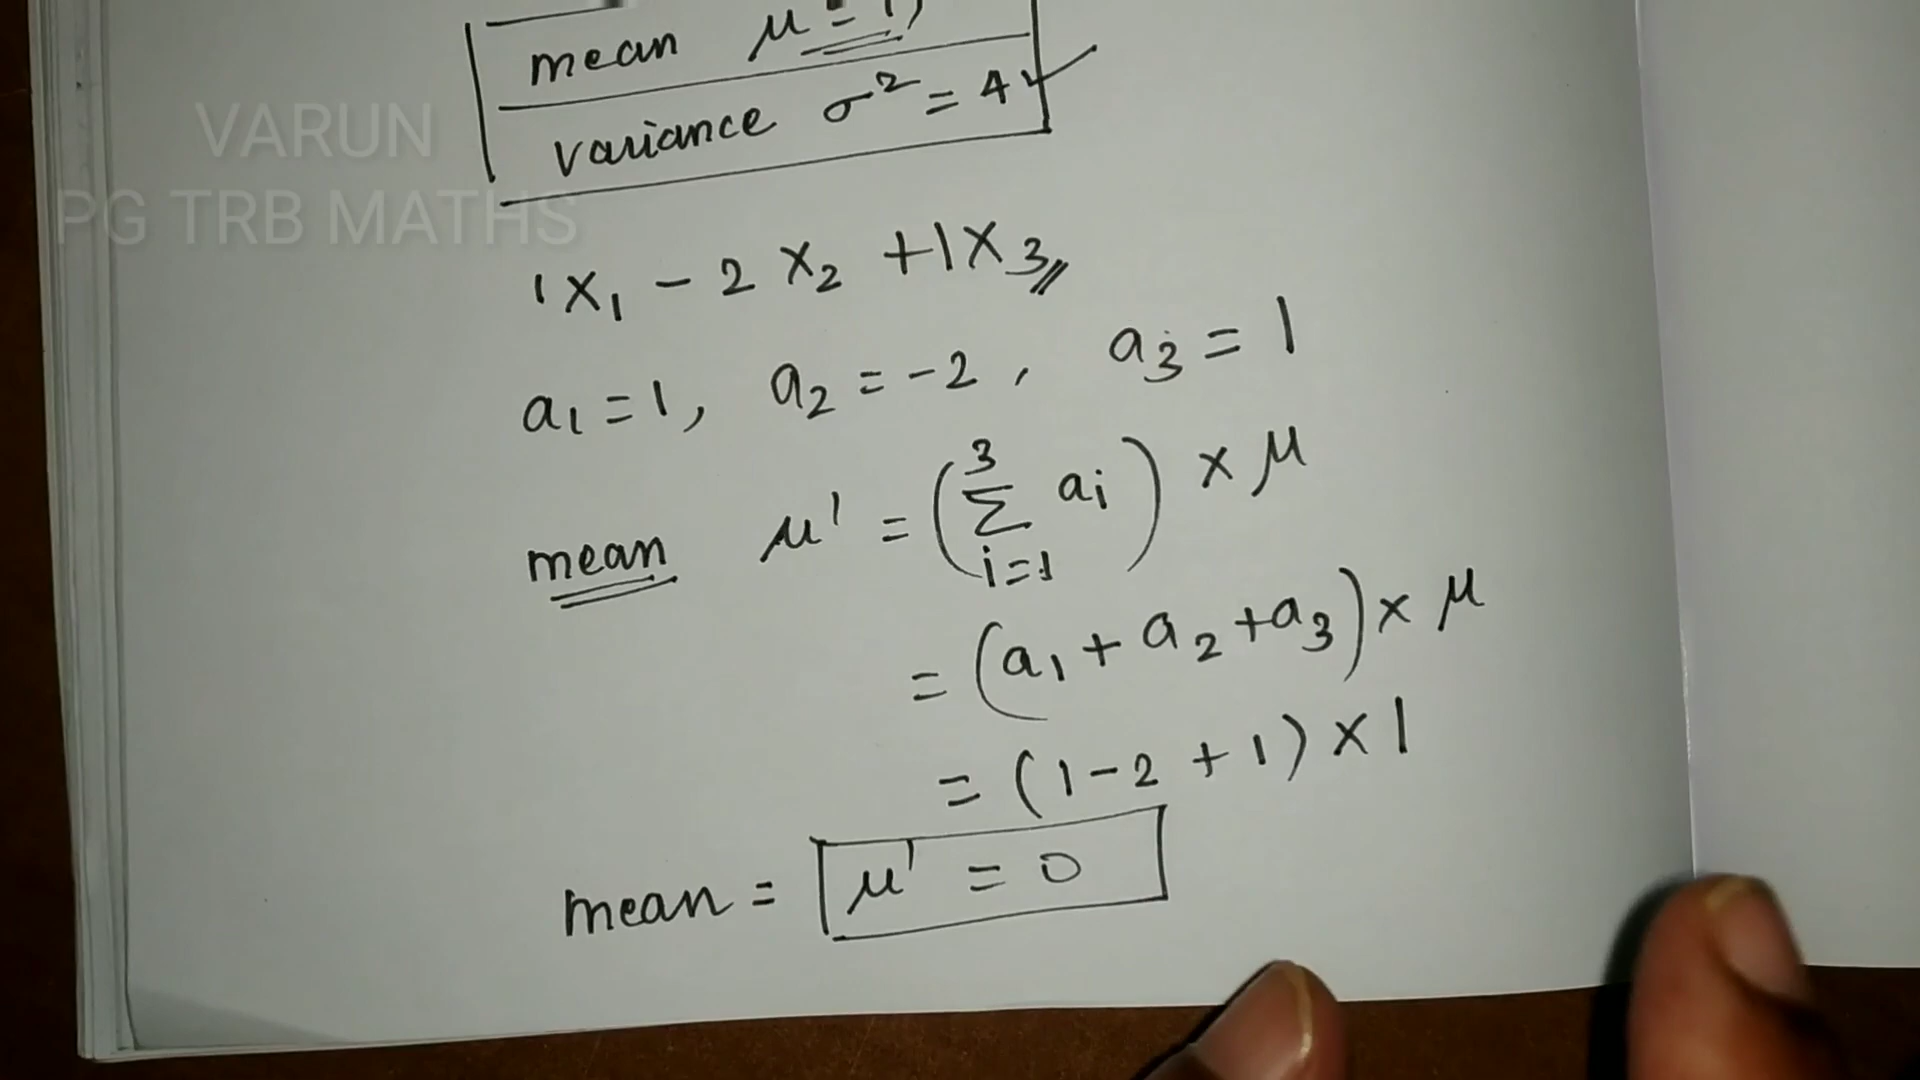 mean μ = 1,
variance σ² = 4 ✓
VARUN
PG TRB MATHS
1X₁ - 2X₂ + 1X₃
a₁ = 1, a₂ = -2, a₃ = 1
mean μ' = (3 Σ i=1 aᵢ) × μ
= (a₁ + a₂ + a₃) × μ
= (1 - 2 + 1) × 1
mean = μ' = 0